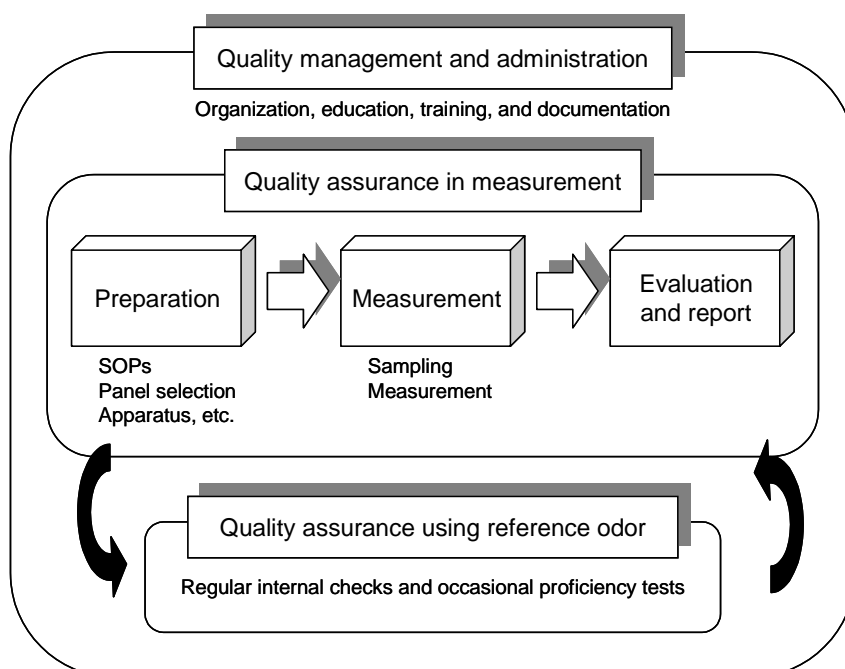 Quality management and administration
Organization, education, training, and documentation
Quality assurance in measurement
Preparation
SOPs
Panel selection
Apparatus, etc.
Measurement
Sampling
Measurement
Evaluation
and report
Quality assurance using reference odor
Regular internal checks and occasional proficiency tests